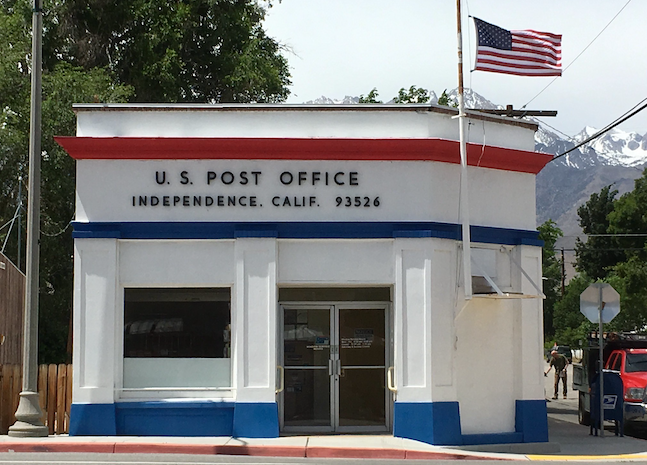 U. S. POST OFFICE
INDEPENDENCE. CALIF. 93526